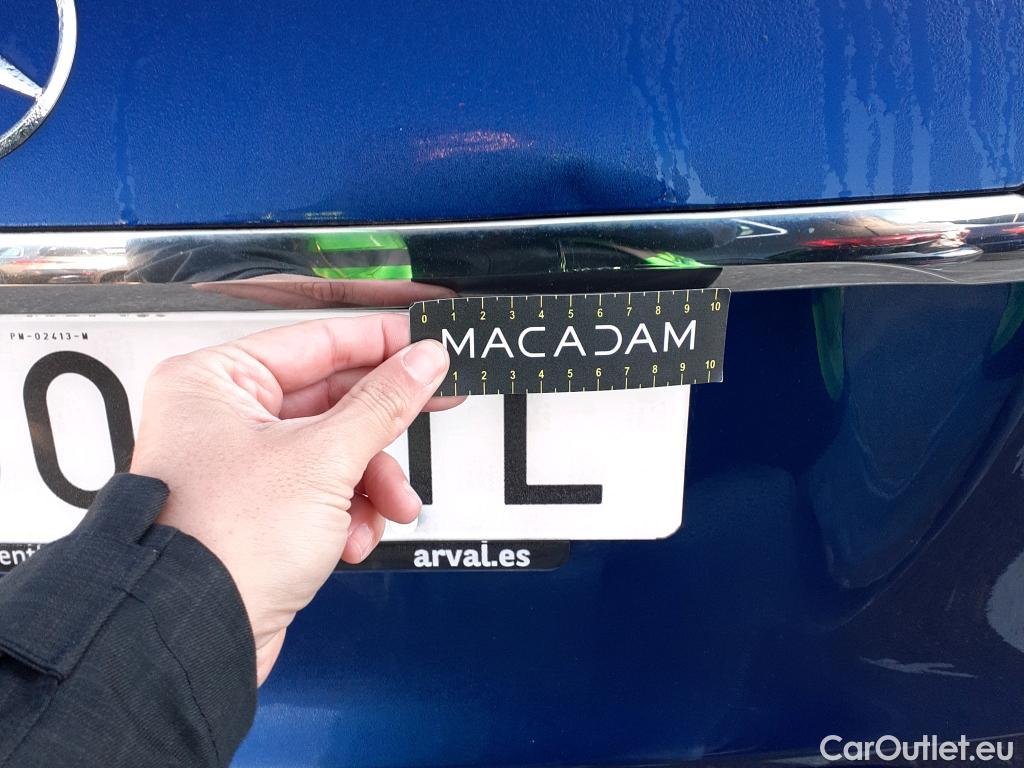 PM-02413-M
0 1 2 3 4 5 6 7 8 9 10
MACADAM
1 2 3 4 5 6 7 8 9 10
0 TL
arval.es
CarOutlet.eu